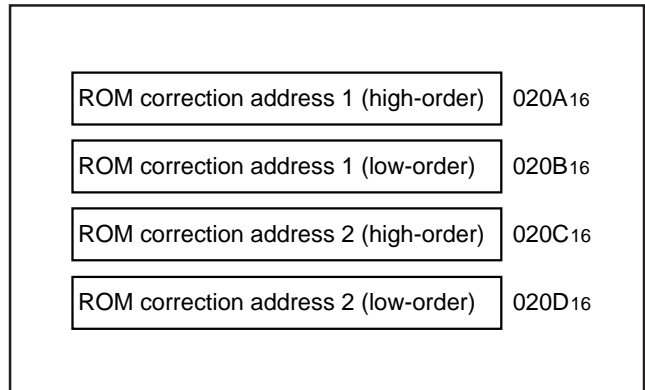 ROM correction address 1 (high-order) 020A16
ROM correction address 1 (low-order) 020B16
ROM correction address 2 (high-order) 020C16
ROM correction address 2 (low-order) 020D16